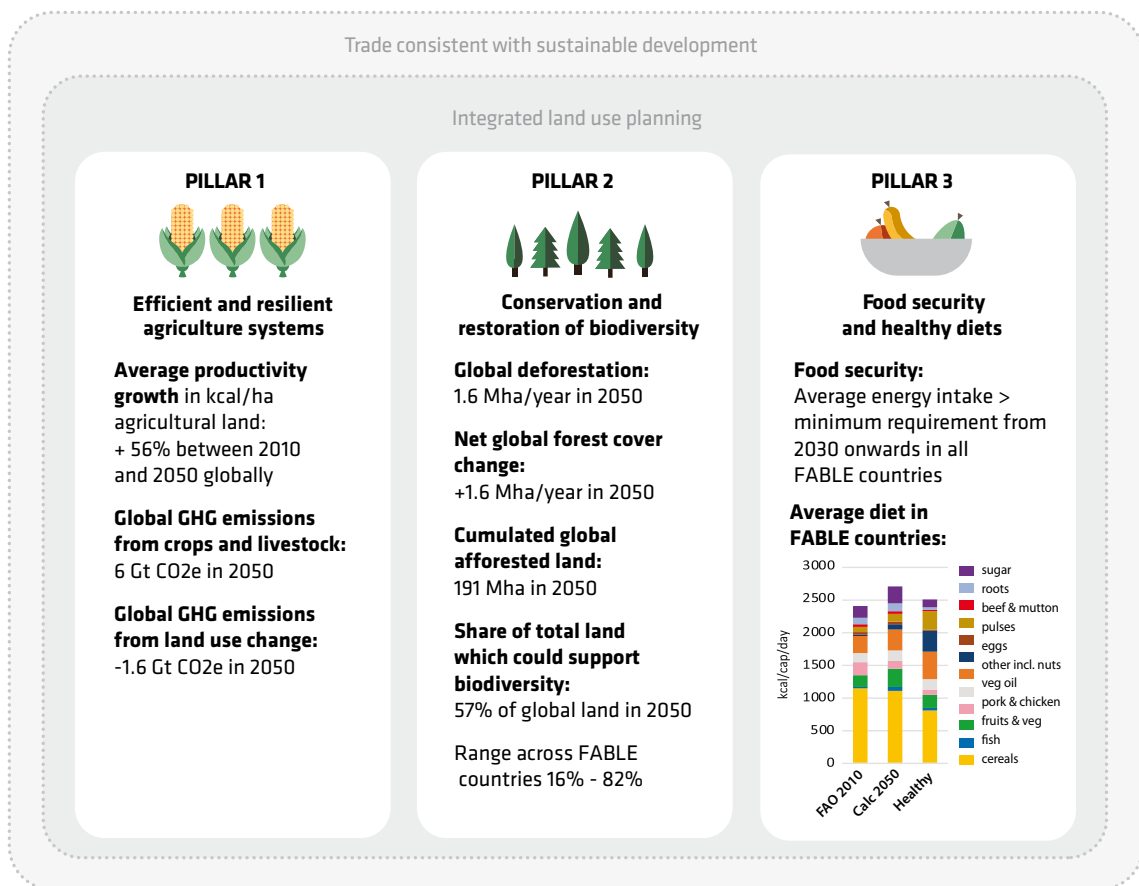 Trade consistent with sustainable development
Integrated land use planning
PILLAR 1
Efficient and resilient
agriculture systems
Average productivity
growth in kcal/ha
agricultural land:
+ 56% between 2010
and 2050 globally
Global GHG emissions
from crops and livestock:
6 Gt CO2e in 2050
Global GHG emissions
from land use change:
-1.6 Gt CO2e in 2050
PILLAR 2
Conservation and
restoration of biodiversity
Global deforestation:
1.6 Mha/year in 2050
Net global forest cover
change:
+1.6 Mha/year in 2050
Cumulated global
afforested land:
191 Mha in 2050
Share of total land
which could support
biodiversity:
57% of global land in 2050
Range across FABLE
countries 16% - 82%
PILLAR 3
Food security
and healthy diets
Food security:
Average energy intake >
minimum requirement from
2030 onwards in all
FABLE countries
Average diet in
FABLE countries:
kcal/cap/day
3000
2500
2000
1500
1000
500
0
FAO 2010
Calc 2050
Healthy
sugar
roots
beef & mutton
pulses
eggs
other incl. nuts
veg oil
pork & chicken
fruits & veg
fish
cereals